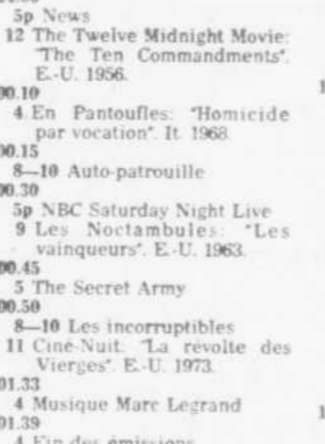 5p News
12 The Twelve Midnight Movie:
"The Ten Commandments".
E.-U. 1956.
00.10
4 En Pantoufles: "Homicide
par vocation". It. 1968.
00.15
8—10 Auto-patrouille
00.30
5p NBC Saturday Night Live
9 Les Noctambules: "Les
vainqueurs". E.-U. 1963.
00.45
5 The Secret Army
00.50
8—10 Les incorruptibles
11 Ciné-Nuit: "La révolte des
Vierges". E.-U. 1973.
01.33
4 Musique Marc Legrand
01.39
4 Fin des émissions